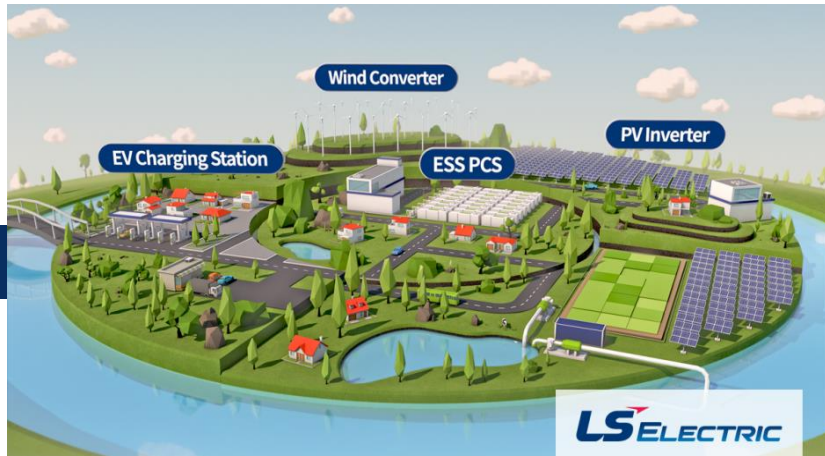 Wind Converter
PV Inverter
EV Charging Station
ESS PCS
LS ELECTRIC